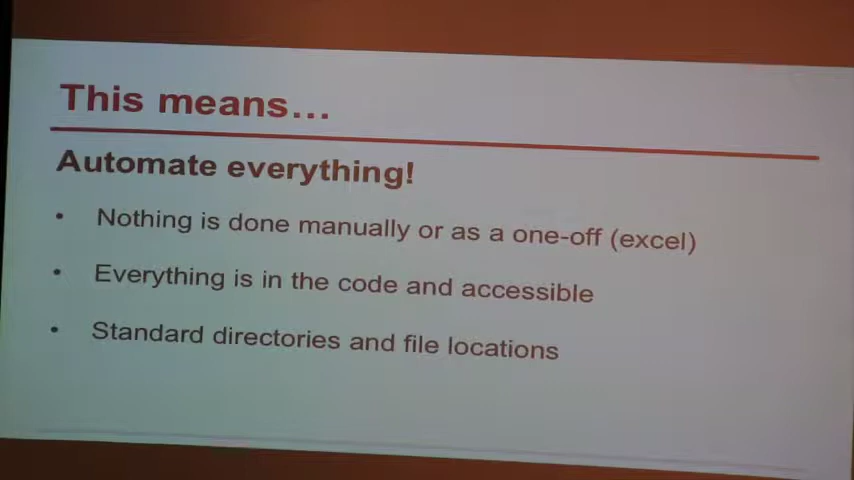 This means...
Automate everything!
• Nothing is done manually or as a one-off (excel)
• Everything is in the code and accessible
• Standard directories and file locations